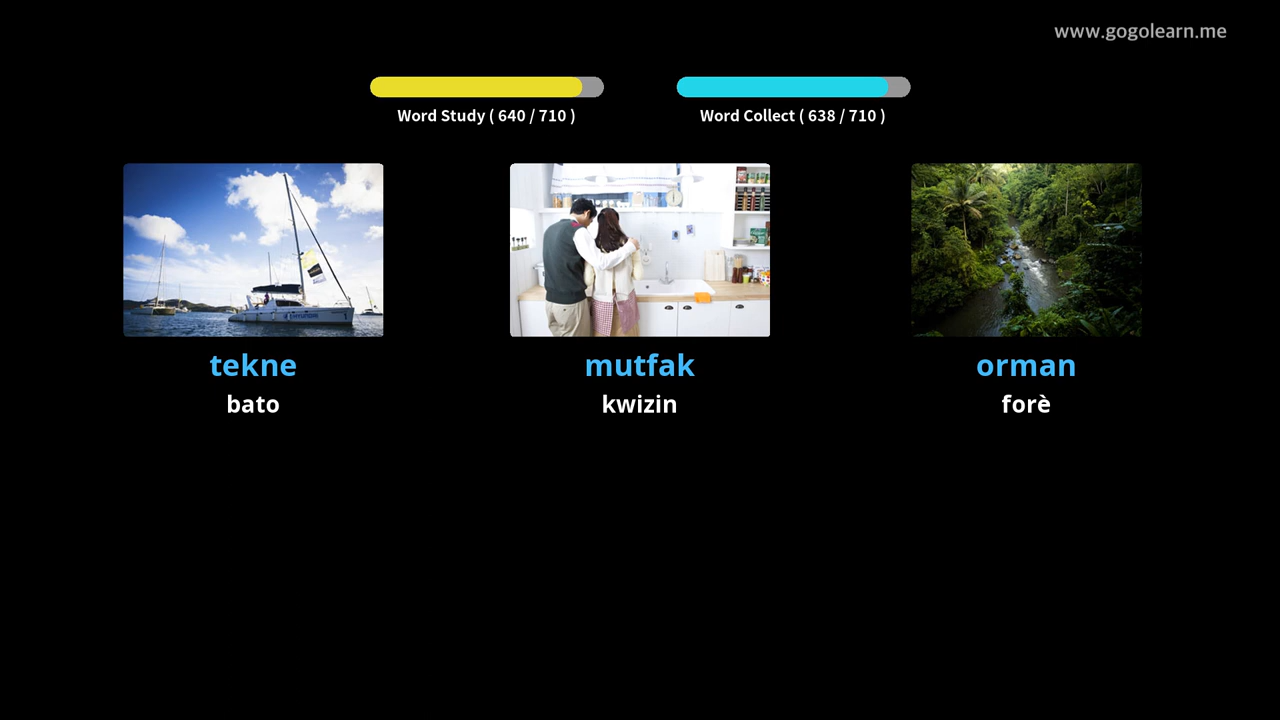 www.gogolearn.me
Word Study ( 640 / 710 )
Word Collect ( 638 / 710 )
tekne
bato
mutfak
kwizin
orman
forè